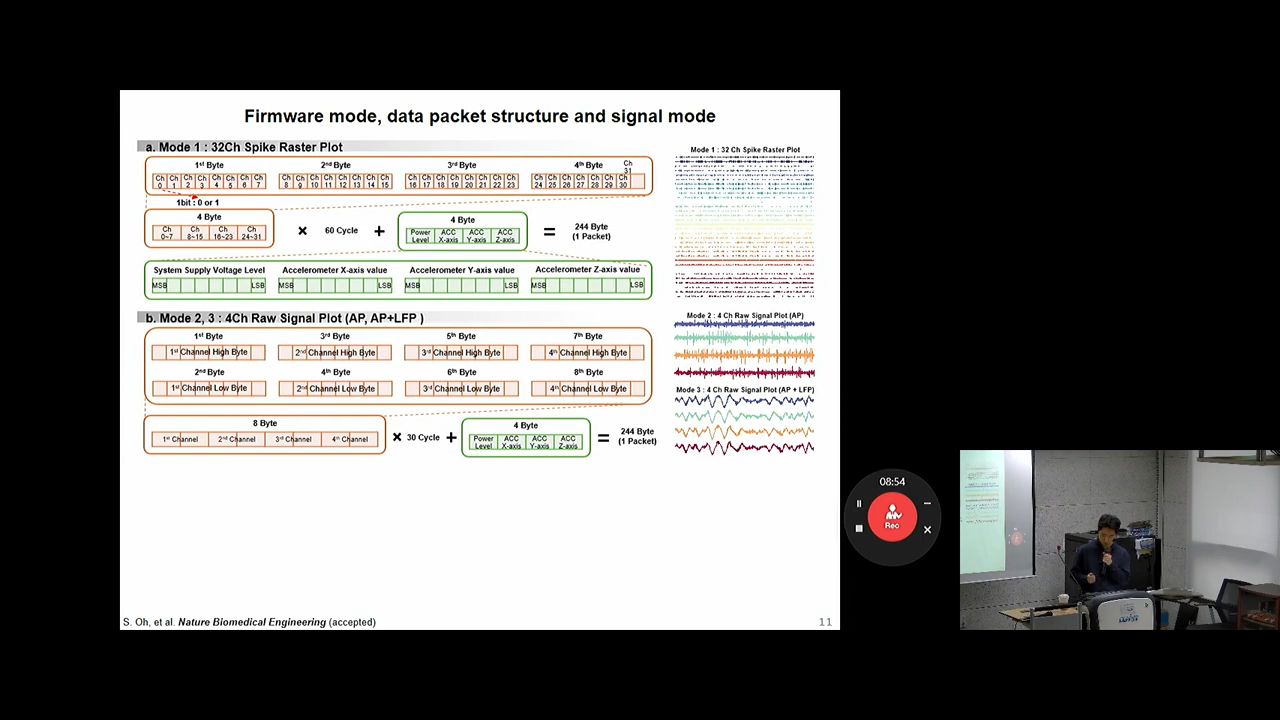 Firmware mode, data packet structure and signal mode
a. Mode 1 : 32Ch Spike Raster Plot
1st Byte 2nd Byte 3rd Byte 4th Byte Ch 31
Ch 0 Ch 1 Ch 2 Ch 3 Ch 4 Ch 5 Ch 6 Ch 7 Ch 8 Ch 9 Ch 10 Ch 11 Ch 12 Ch 13 Ch 14 Ch 15 Ch 16 Ch 17 Ch 18 Ch 19 Ch 20 Ch 21 Ch 22 Ch 23 Ch 24 Ch 25 Ch 26 Ch 27 Ch 28 Ch 29 Ch 30
1bit : 0 or 1
4 Byte
Ch 0~7 Ch 8~15 Ch 16~23 Ch 24~31
× 60 Cycle +
4 Byte
Power Level ACC X-axis ACC Y-axis ACC Z-axis
= 244 Byte
(1 Packet)
System Supply Voltage Level Accelerometer X-axis value Accelerometer Y-axis value Accelerometer Z-axis value
MSB LSB MSB LSB MSB LSB MSB LSB
b. Mode 2, 3 : 4Ch Raw Signal Plot (AP, AP+LFP )
1st Byte 3rd Byte 5th Byte 7th Byte
1st Channel High Byte 2nd Channel High Byte 3rd Channel High Byte 4th Channel High Byte
2nd Byte 4th Byte 6th Byte 8th Byte
1st Channel Low Byte 2nd Channel Low Byte 3rd Channel Low Byte 4th Channel Low Byte
8 Byte
1st Channel 2nd Channel 3rd Channel 4th Channel
× 30 Cycle +
4 Byte
Power Level ACC X-axis ACC Y-axis ACC Z-axis
= 244 Byte
(1 Packet)
Mode 1 : 32 Ch Spike Raster Plot
Mode 2 : 4 Ch Raw Signal Plot (AP)
Mode 3 : 4 Ch Raw Signal Plot (AP + LFP)
S. Oh, et al. Nature Biomedical Engineering (accepted)
11
08:54
Rec